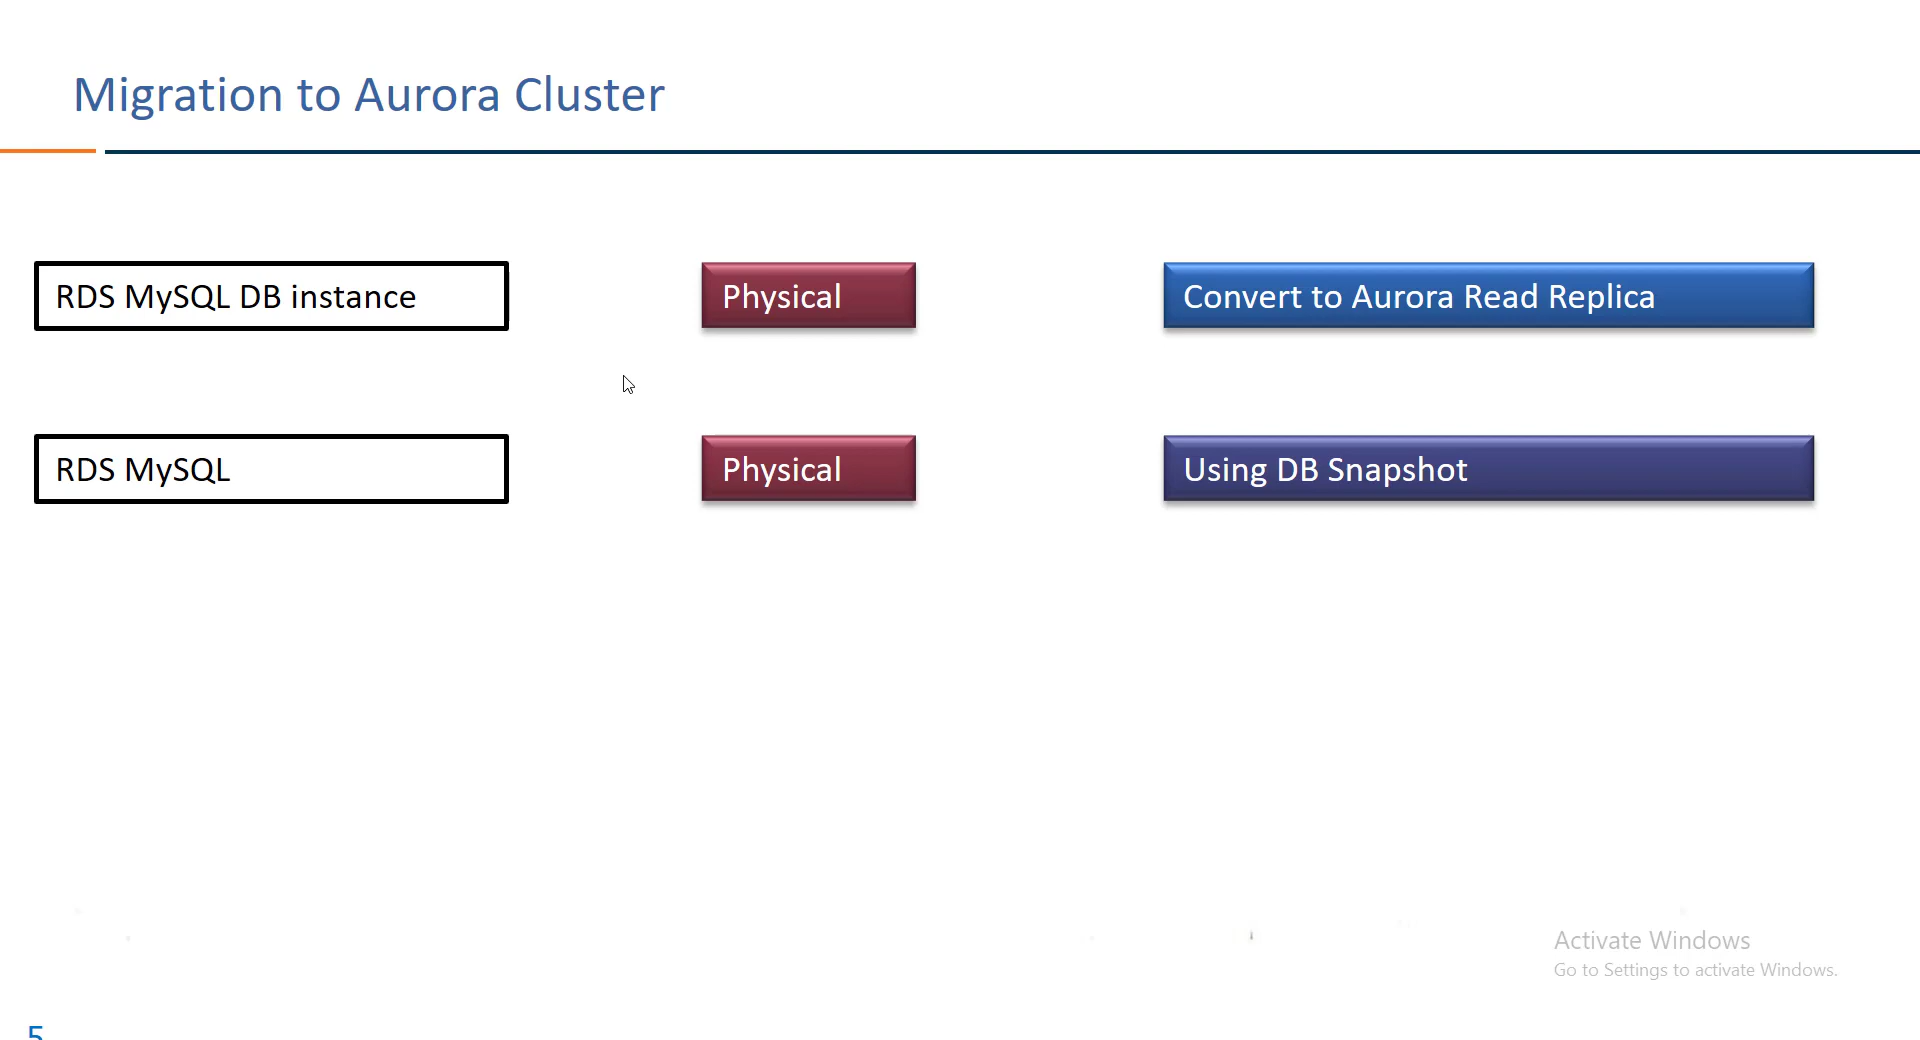 Migration to Aurora Cluster
RDS MySQL DB instance
Physical
Convert to Aurora Read Replica
RDS MySQL
Physical
Using DB Snapshot
Activate Windows
Go to Settings to activate Windows.
5